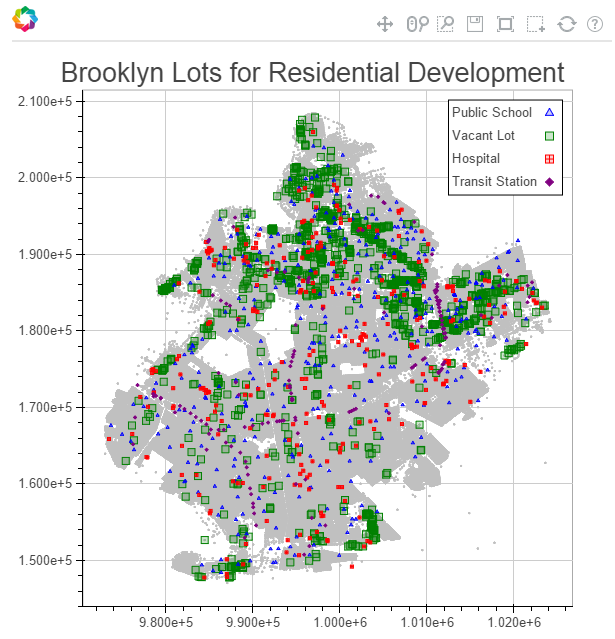 Brooklyn Lots for Residential Development
2.100e+5
2.000e+5
1.900e+5
1.800e+5
1.700e+5
1.600e+5
1.500e+5
Public School
Vacant Lot
Hospital
Transit Station
9.800e+5
9.900e+5
1.000e+6
1.010e+6
1.020e+6